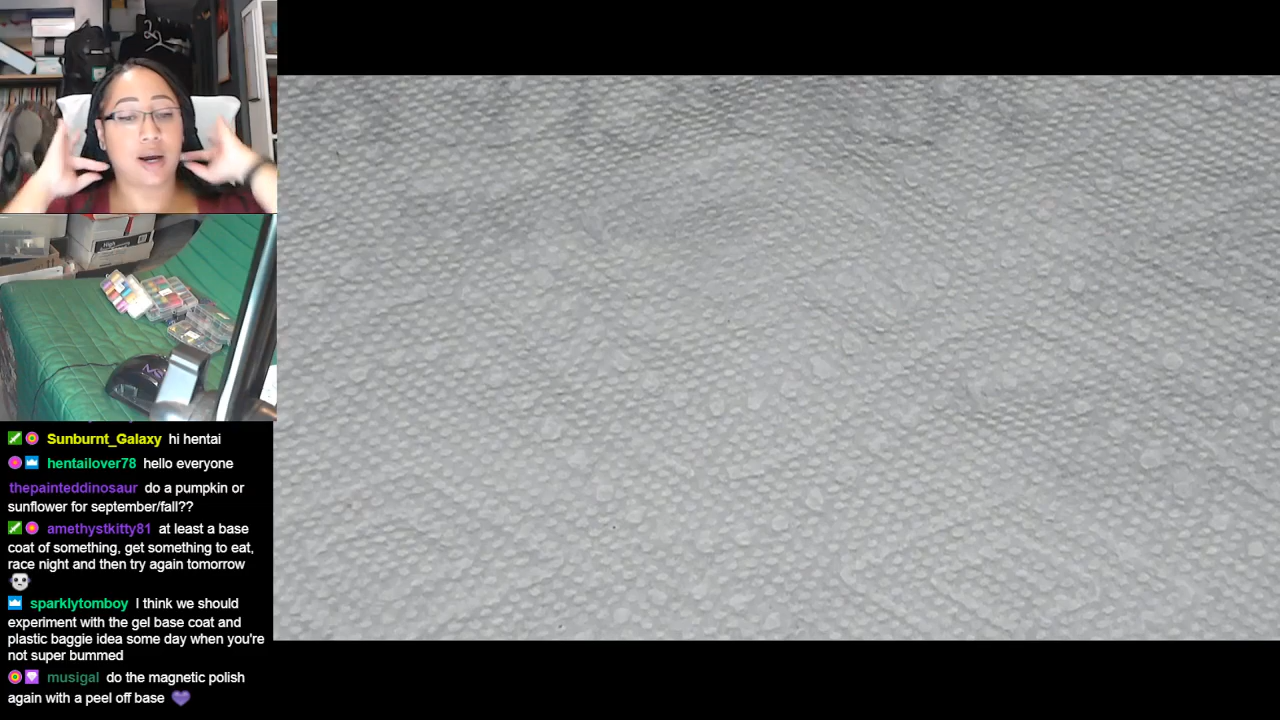 Sunburnt_Galaxy hi hentai
hentailover78 hello everyone
thepainteddinosaur do a pumpkin or
sunflower for september/fall??
amethystkitty81 at least a base
coat of something, get something to eat,
race night and then try again tomorrow
sparklytomboy I think we should
experiment with the gel base coat and
plastic baggie idea some day when you're
not super bummed
musigal do the magnetic polish
again with a peel off base